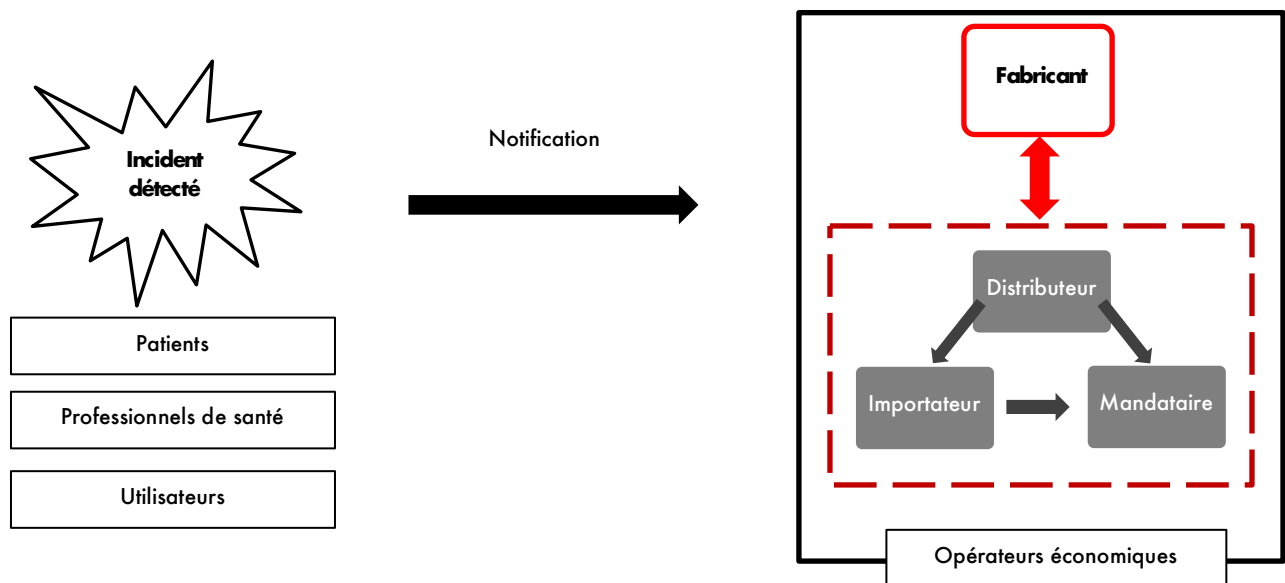 Incident
détecté
Patients
Professionnels de santé
Utilisateurs
Notification
Fabricant
Distributeur
Importateur
Mandataire
Opérateurs économiques